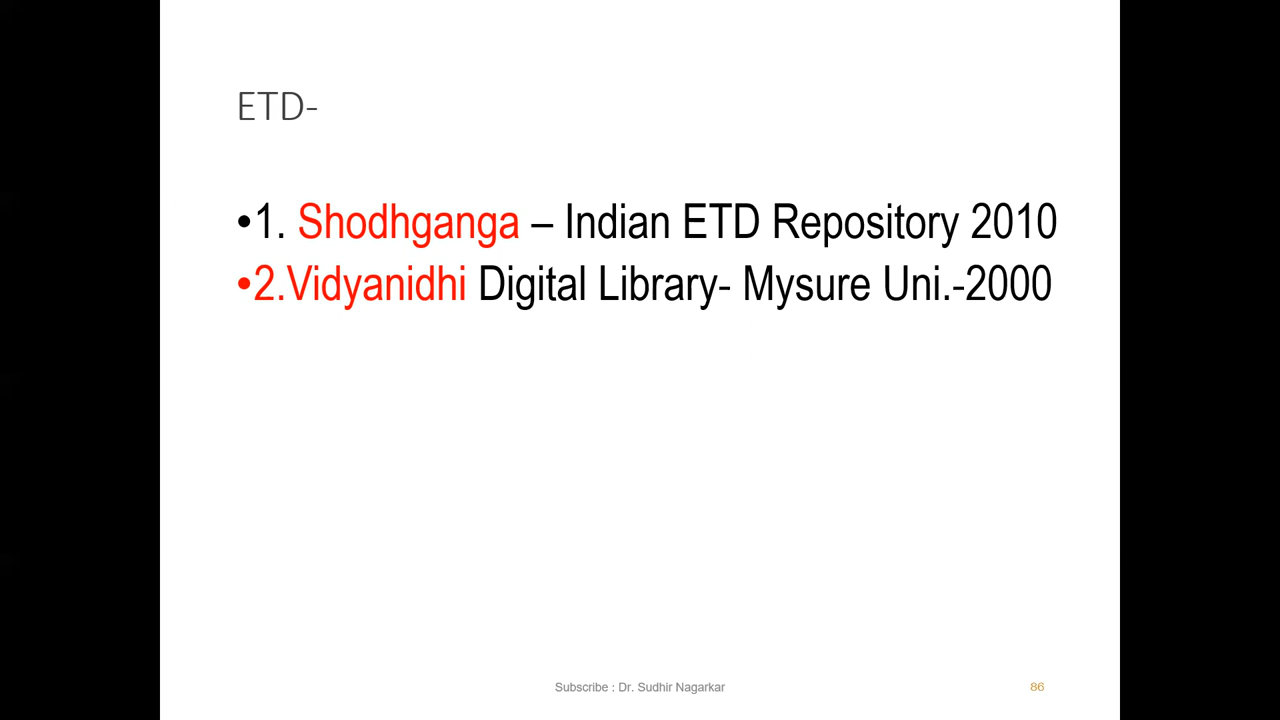 ETD-
•1. Shodhganga – Indian ETD Repository 2010
•2.Vidyanidhi Digital Library- Mysure Uni.-2000
Subscribe : Dr. Sudhir Nagarkar
86